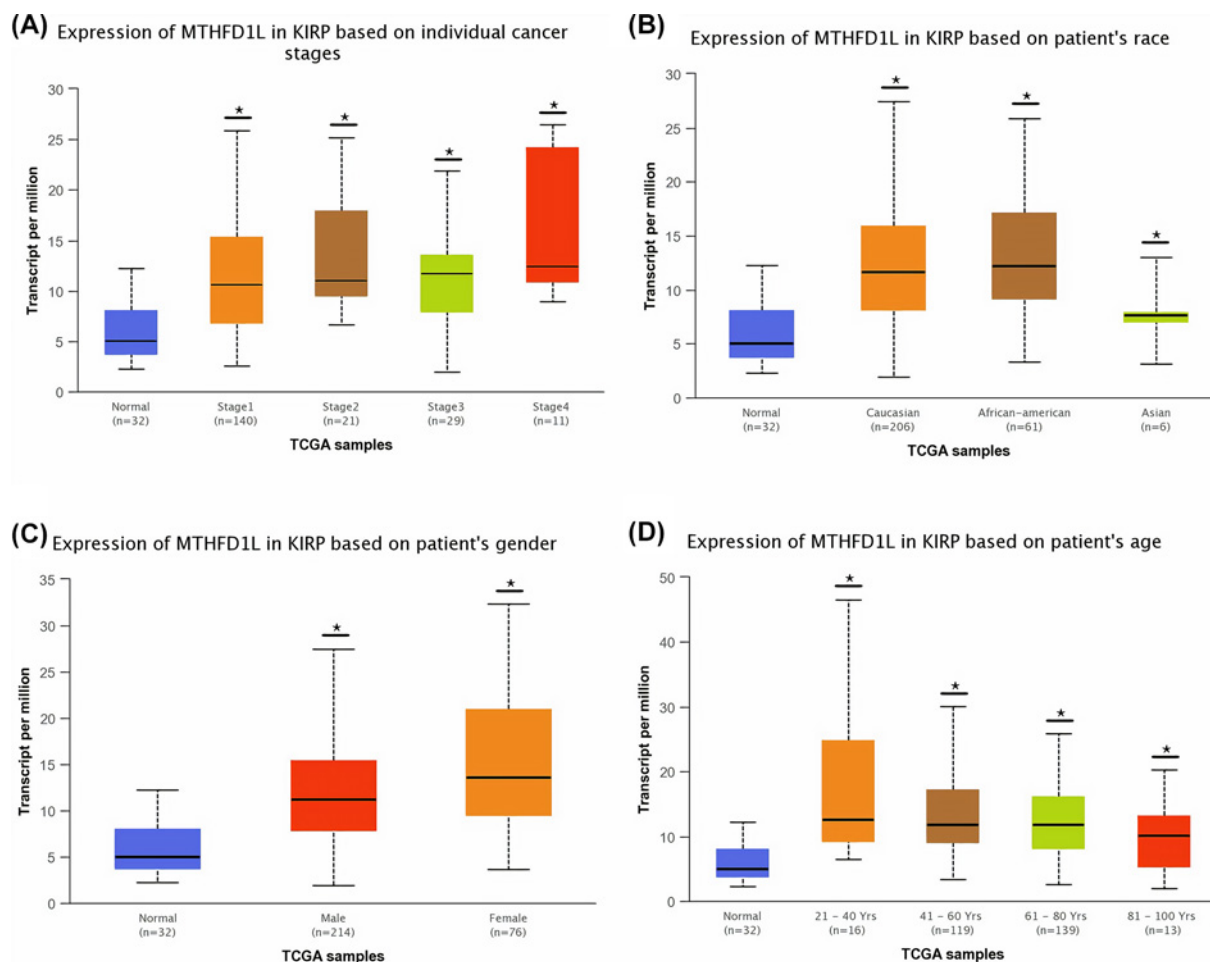 (A) Expression of MTHFD1L in KIRP based on individual cancer
stages
30
25
20
15
10
5
0
Transcript per million
★ ★ ★ ★
Normal Stage1 Stage2 Stage3 Stage4
(n=32) (n=140) (n=21) (n=29) (n=11)
TCGA samples
(B) Expression of MTHFD1L in KIRP based on patient's race
30
25
20
15
10
5
0
Transcript per million
★ ★ ★
Normal Caucasian African-american Asian
(n=32) (n=206) (n=61) (n=6)
TCGA samples
(C) Expression of MTHFD1L in KIRP based on patient's gender
35
30
25
20
15
10
5
0
Transcript per million
★ ★
Normal Male Female
(n=32) (n=214) (n=76)
TCGA samples
(D) Expression of MTHFD1L in KIRP based on patient's age
50
40
30
20
10
0
Transcript per million
★ ★ ★ ★
Normal 21 – 40 Yrs 41 – 60 Yrs 61 – 80 Yrs 81 – 100 Yrs
(n=32) (n=16) (n=119) (n=139) (n=13)
TCGA samples